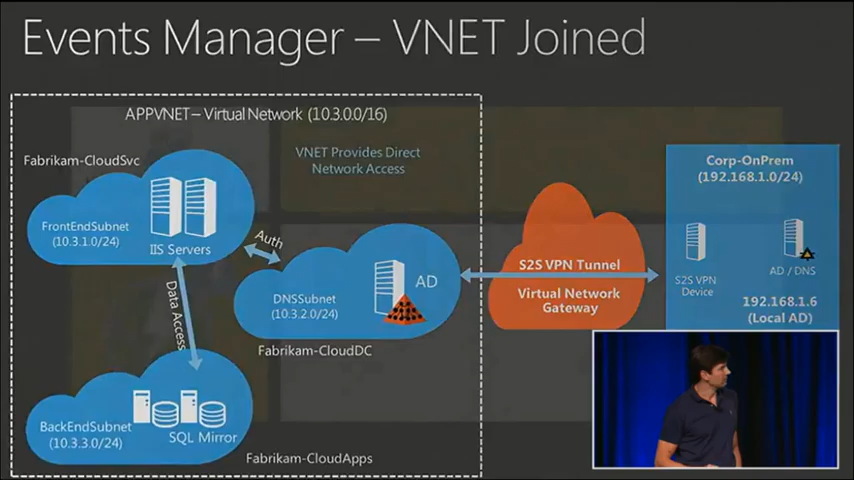 Events Manager – VNET Joined
APPVNET – Virtual Network (10.3.0.0/16)
Fabrikam-CloudSvc
VNET Provides Direct
Network Access
FrontEndSubnet
(10.3.1.0/24)
IIS Servers
Auth
DNSSubnet
(10.3.2.0/24)
AD
Fabrikam-CloudDC
Data Access
BackEndSubnet
(10.3.3.0/24)
SQL Mirror
Fabrikam-CloudApps
S2S VPN Tunnel
Virtual Network
Gateway
Corp-OnPrem
(192.168.1.0/24)
S2S VPN
Device
AD / DNS
192.168.1.6
(Local AD)